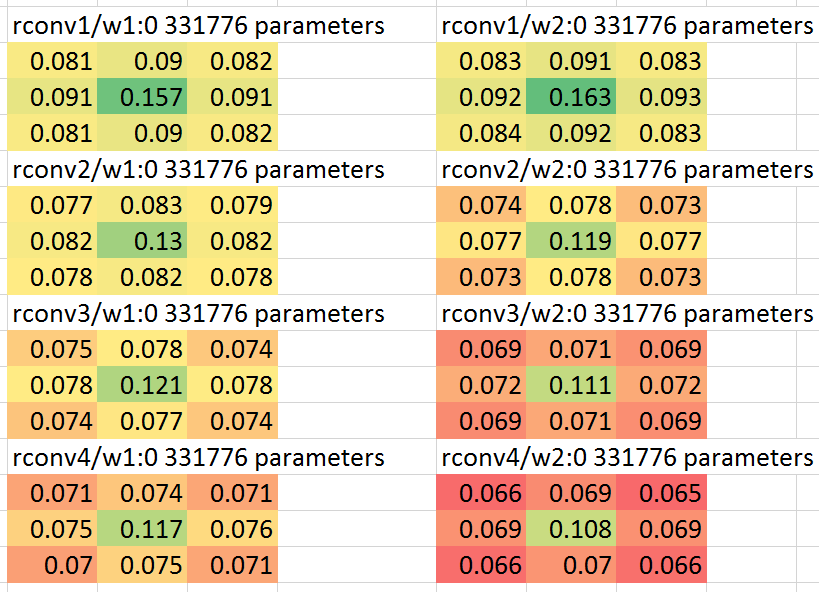 rconv1/w1:0 331776 parameters rconv1/w2:0 331776 parameters
0.081 0.09 0.082 0.083 0.091 0.083
0.091 0.157 0.091 0.092 0.163 0.093
0.081 0.09 0.082 0.084 0.092 0.083
rconv2/w1:0 331776 parameters rconv2/w2:0 331776 parameters
0.077 0.083 0.079 0.074 0.078 0.073
0.082 0.13 0.082 0.077 0.119 0.077
0.078 0.082 0.078 0.073 0.078 0.073
rconv3/w1:0 331776 parameters rconv3/w2:0 331776 parameters
0.075 0.078 0.074 0.069 0.071 0.069
0.078 0.121 0.078 0.072 0.111 0.072
0.074 0.077 0.074 0.069 0.071 0.069
rconv4/w1:0 331776 parameters rconv4/w2:0 331776 parameters
0.071 0.074 0.071 0.066 0.069 0.065
0.075 0.117 0.076 0.069 0.108 0.069
0.07 0.075 0.071 0.066 0.07 0.066